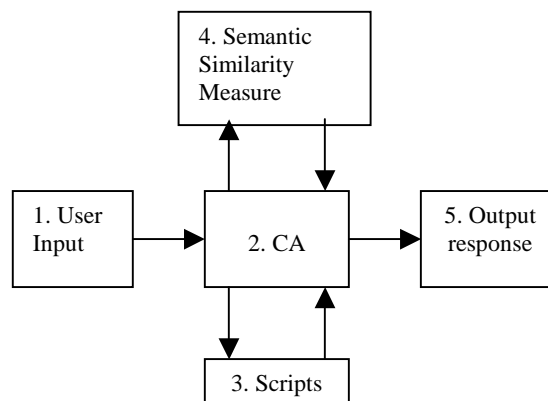 4. Semantic
Similarity
Measure
1. User
Input
2. CA
5. Output
response
3. Scripts